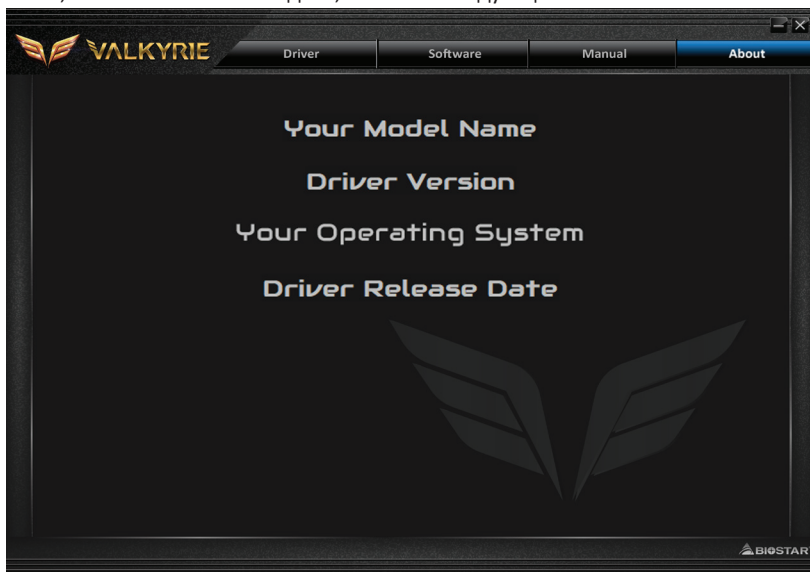 VALKYRIE
Driver
Software
Manual
About
Your Model Name
Driver Version
Your Operating System
Driver Release Date
BIOSTAR